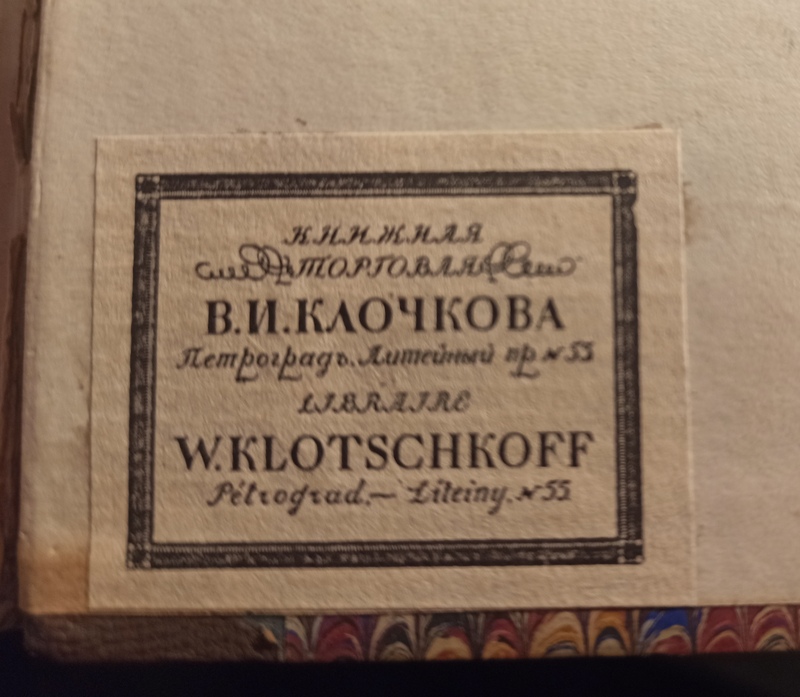 КНИЖНАЯ
ТОРГОВЛЯ
В.И.КЛОЧКОВА
Петроградъ. Литейный пр № 55
LIBRAIRE
W.KLOTSCHKOFF
Pétrograd.— Liteiny. № 55